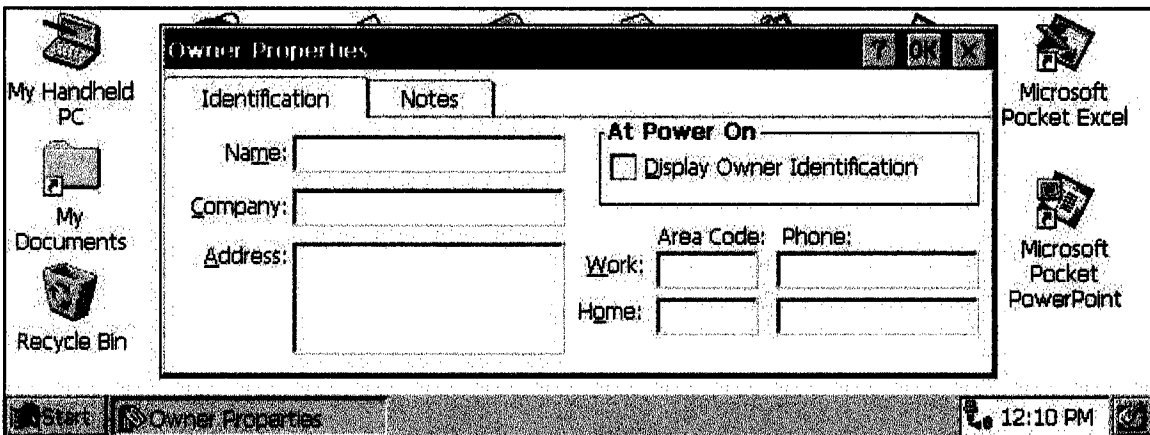 Owner Properties
? OK ×
My Handheld
PC
Identification
Notes
Microsoft
Pocket Excel
Name:
At Power On
Display Owner Identification
Company:
My
Documents
Address:
Area Code: Phone:
Work:
Microsoft
Pocket
PowerPoint
Home:
Recycle Bin
Start
Owner Properties
12:10 PM